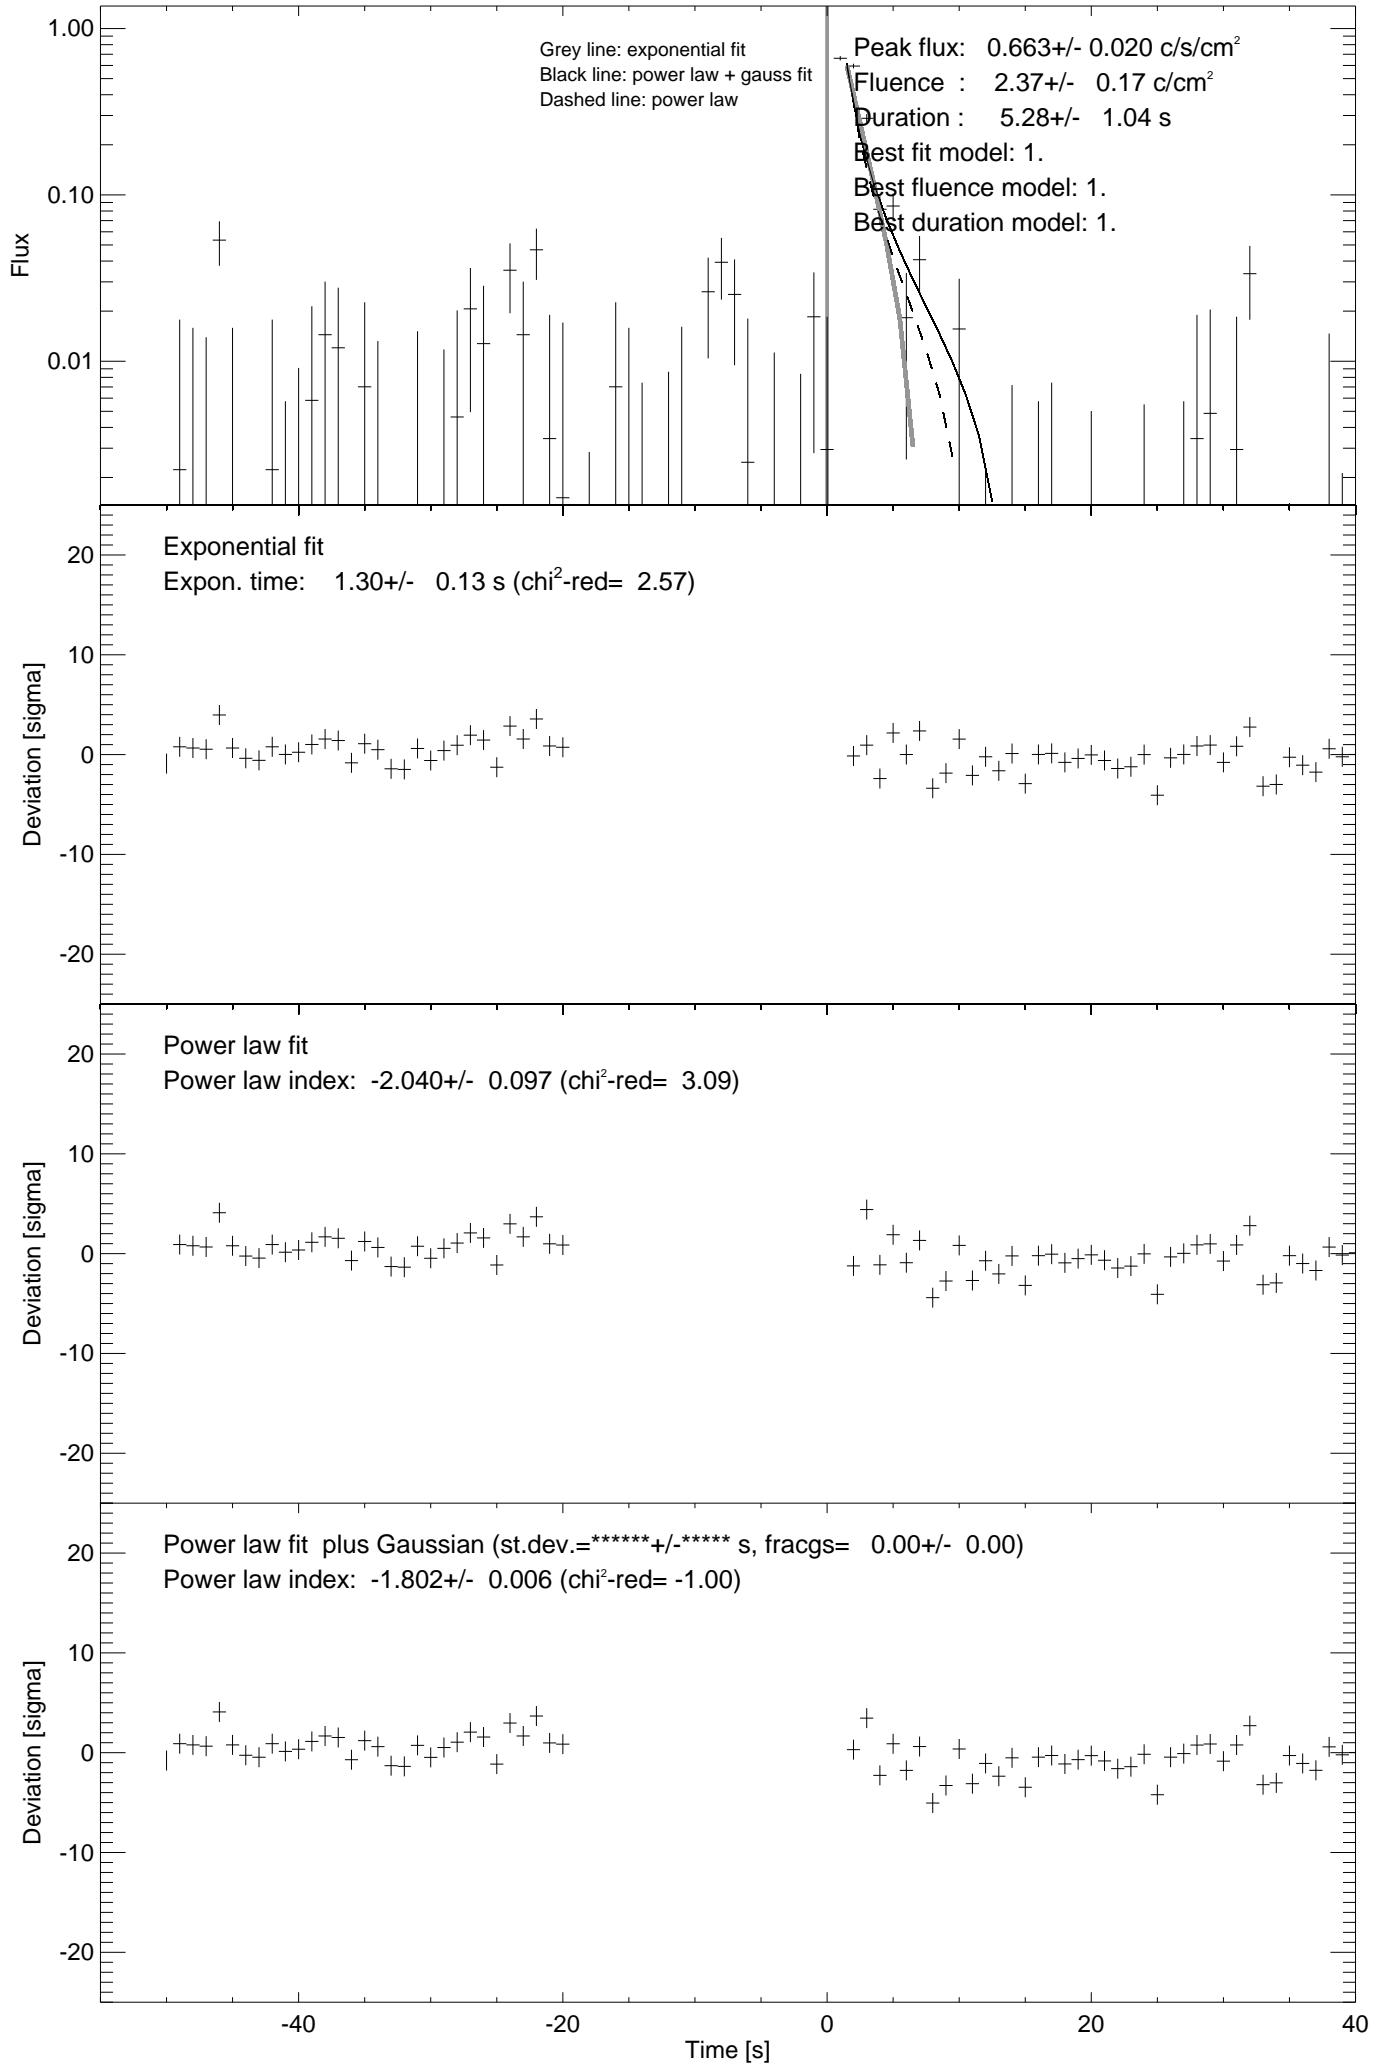 1.00
0.10
0.01
Flux
Grey line: exponential fit
Black line: power law + gauss fit
Dashed line: power law
Peak flux: 0.663+/- 0.020 c/s/cm²
Fluence : 2.37+/- 0.17 c/cm²
Duration : 5.28+/- 1.04 s
Best fit model: 1.
Best fluence model: 1.
Best duration model: 1.
Exponential fit
Expon. time: 1.30+/- 0.13 s (chi²-red= 2.57)
20
10
0
-10
-20
Deviation [sigma]
Power law fit
Power law index: -2.040+/- 0.097 (chi²-red= 3.09)
20
10
0
-10
-20
Deviation [sigma]
Power law fit plus Gaussian (st.dev.=******+/-***** s, fracgs= 0.00+/- 0.00)
Power law index: -1.802+/- 0.006 (chi²-red= -1.00)
20
10
0
-10
-20
Deviation [sigma]
-40 -20 0 20 40
Time [s]